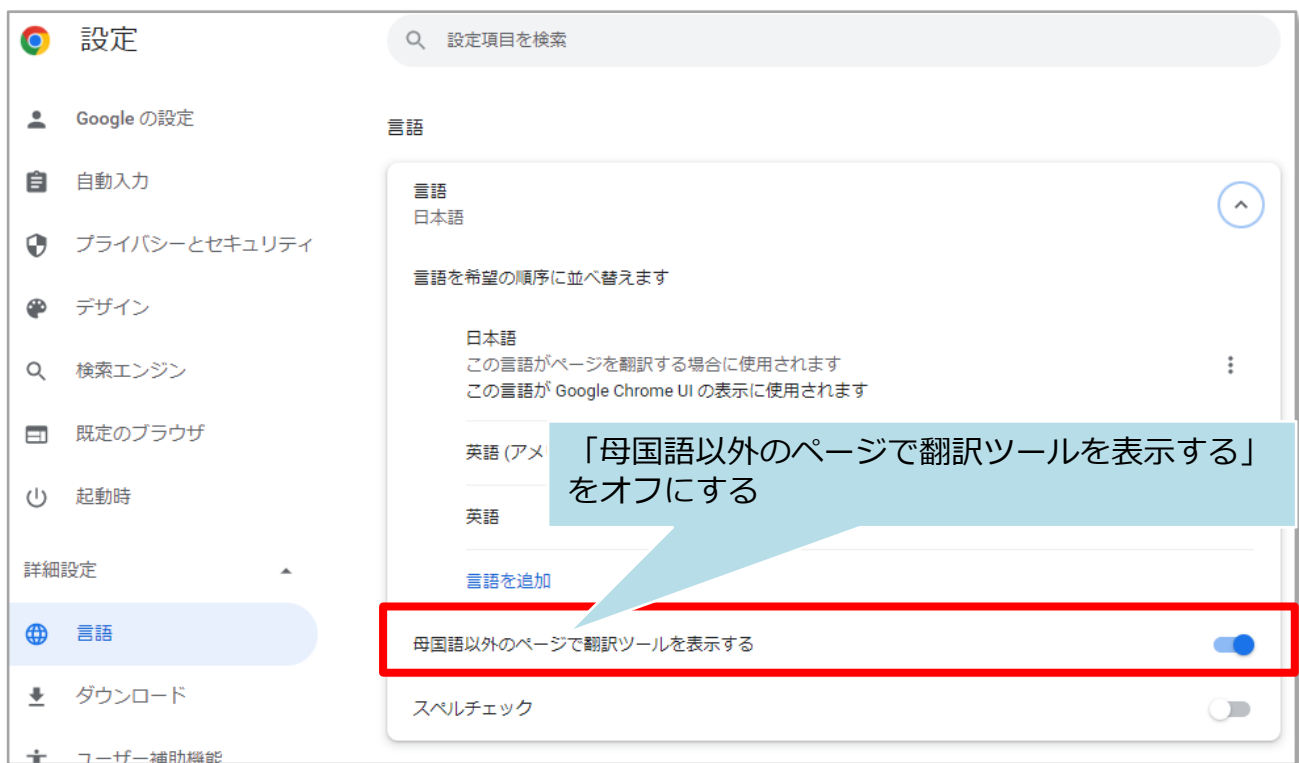 設定
設定項目を検索
Google の設定
自動入力
プライバシーとセキュリティ
デザイン
検索エンジン
既定のブラウザ
起動時
詳細設定
言語
ダウンロード
ユーザー補助機能
言語
言語
日本語
言語を希望の順序に並べ替えます
日本語
この言語がページを翻訳する場合に使用されます
この言語が Google Chrome UI の表示に使用されます
英語 (アメ
「母国語以外のページで翻訳ツールを表示する」
をオフにする
英語
言語を追加
母国語以外のページで翻訳ツールを表示する
スペルチェック